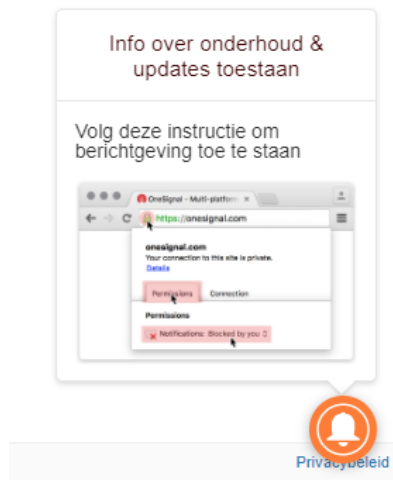 Info over onderhoud &
updates toestaan
Volg deze instructie om
berichtgeving toe te staan
OneSignal - Multi-platform
https://onesignal.com
onesignal.com
Your connection to this site is private.
Details
Permissions Connection
Permissions
Notifications: Blocked by you
Privacybeleid